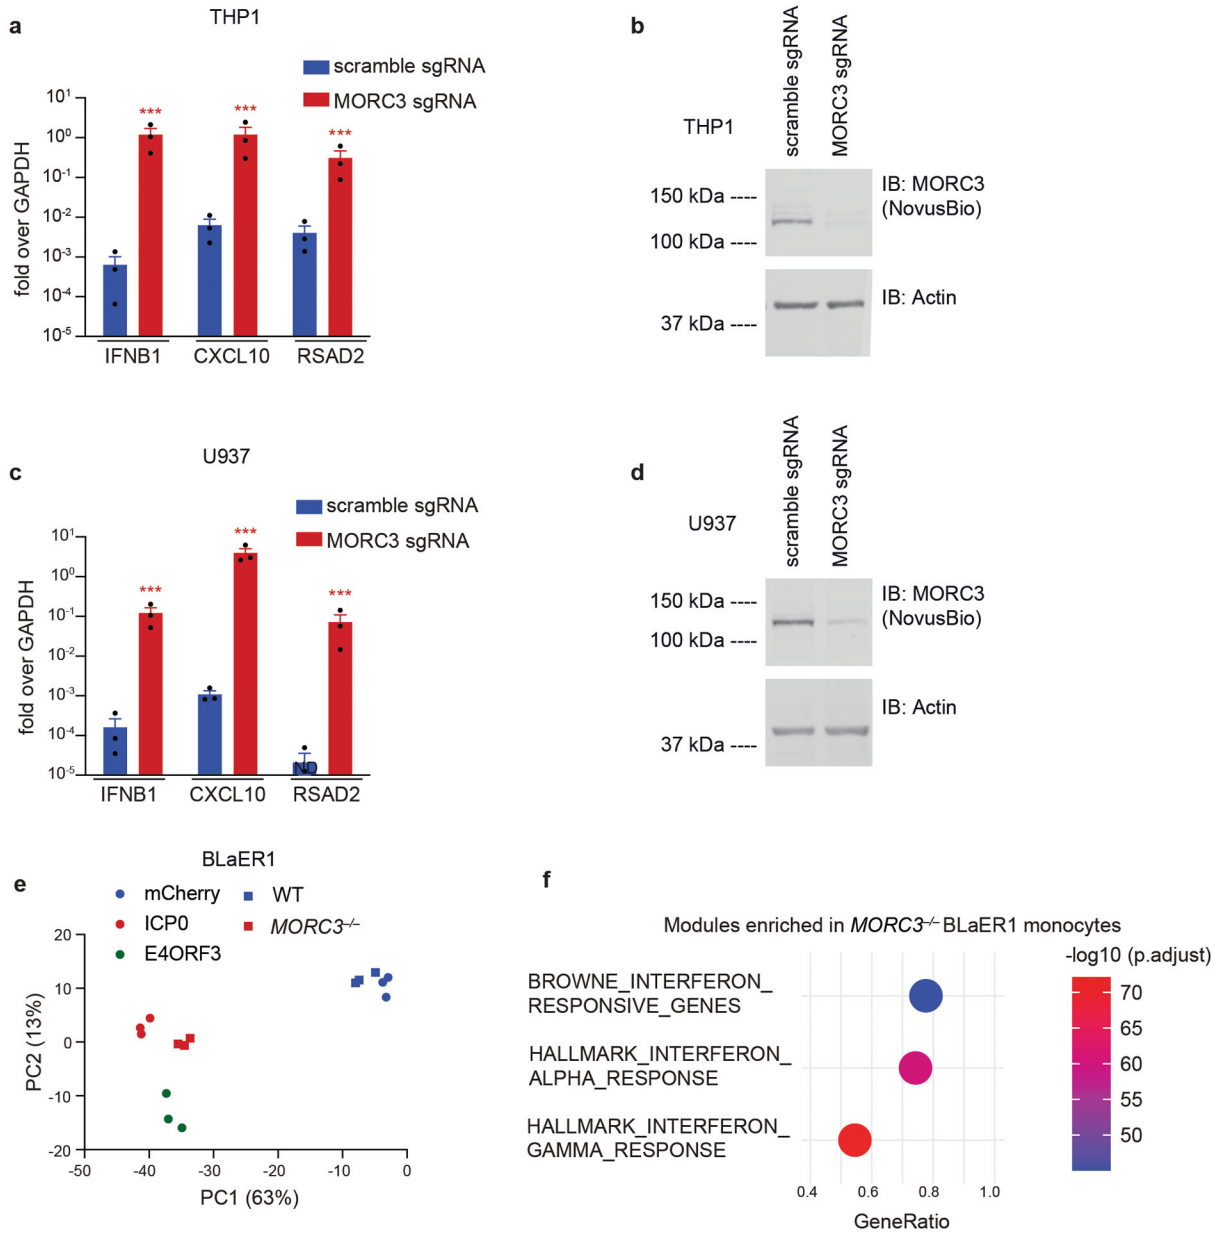 a
THP1
scramble sgRNA
MORC3 sgRNA
fold over GAPDH
10¹
10⁰
10⁻¹
10⁻²
10⁻³
10⁻⁴
10⁻⁵
***
***
***
IFNB1
CXCL10
RSAD2
b
THP1
scramble sgRNA
MORC3 sgRNA
150 kDa ----
100 kDa ----
IB: MORC3
(NovusBio)
37 kDa ----
IB: Actin
c
U937
scramble sgRNA
MORC3 sgRNA
fold over GAPDH
10¹
10⁰
10⁻¹
10⁻²
10⁻³
10⁻⁴
10⁻⁵
***
***
***
ND
IFNB1
CXCL10
RSAD2
d
U937
scramble sgRNA
MORC3 sgRNA
150 kDa ----
100 kDa ----
IB: MORC3
(NovusBio)
37 kDa ----
IB: Actin
e
BLaER1
mCherry
ICP0
E4ORF3
WT
MORC3–/–
PC2 (13%)
20
10
0
-10
-20
-50
-40
-30
-20
-10
0
PC1 (63%)
f
Modules enriched in MORC3–/– BLaER1 monocytes
BROWNE_INTERFERON_
RESPONSIVE_GENES
HALLMARK_INTERFERON_
ALPHA_RESPONSE
HALLMARK_INTERFERON_
GAMMA_RESPONSE
0.4
0.6
0.8
1.0
GeneRatio
-log10 (p.adjust)
70
65
60
55
50